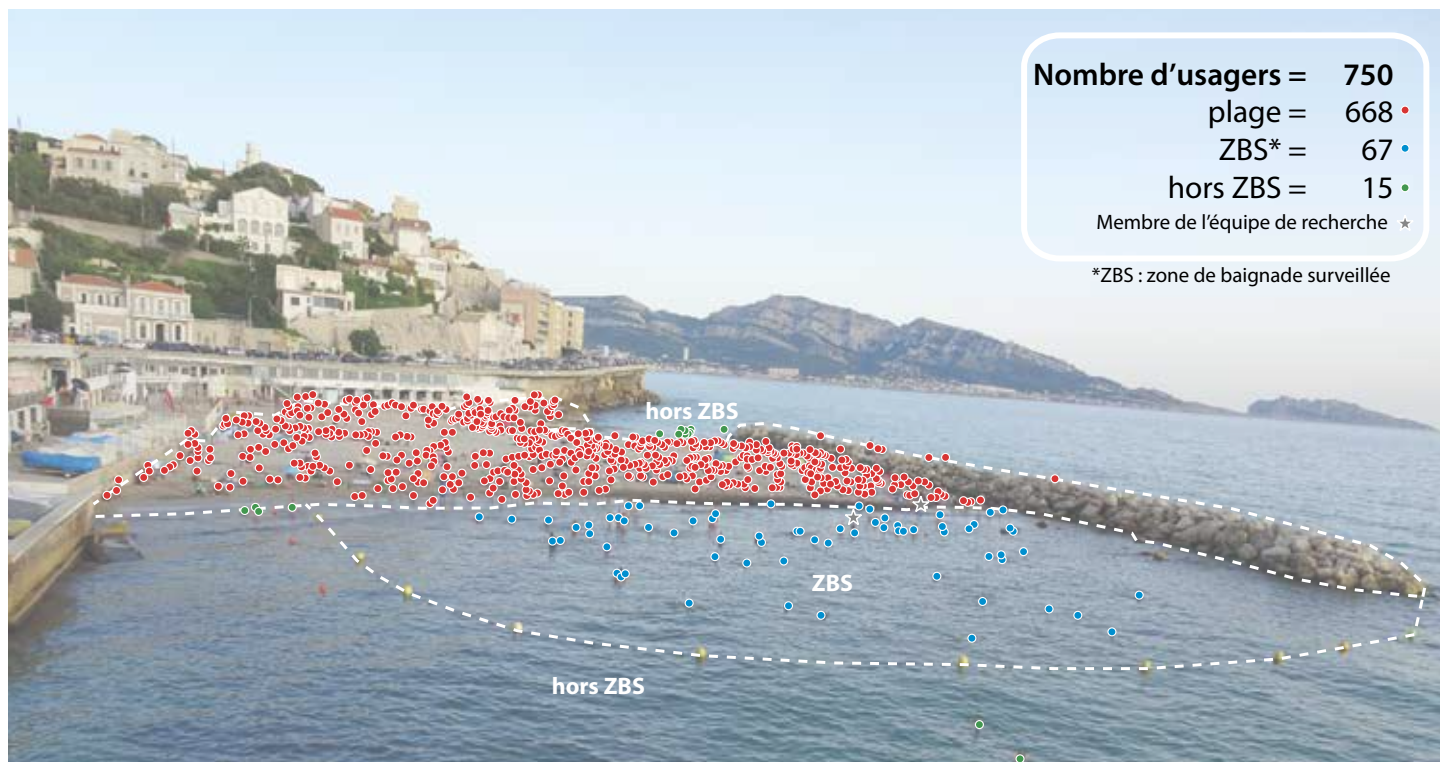 Nombre d’usagers = 750
plage = 668
ZBS* = 67
hors ZBS = 15
Membre de l’équipe de recherche
*ZBS : zone de baignade surveillée
hors ZBS
ZBS
hors ZBS